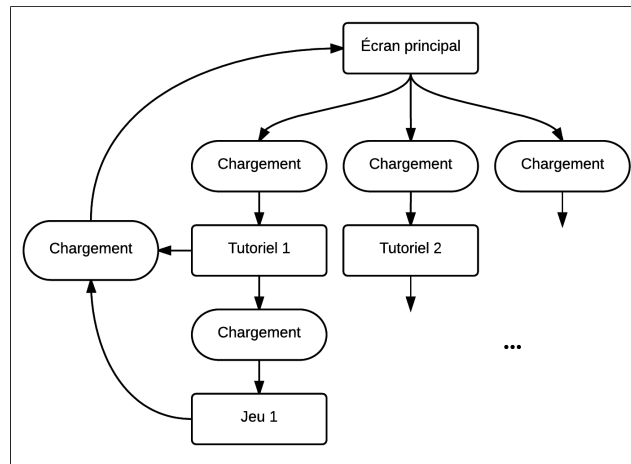 Écran principal
Chargement
Chargement
Chargement
Chargement
Tutoriel 1
Tutoriel 2
Chargement
...
Jeu 1